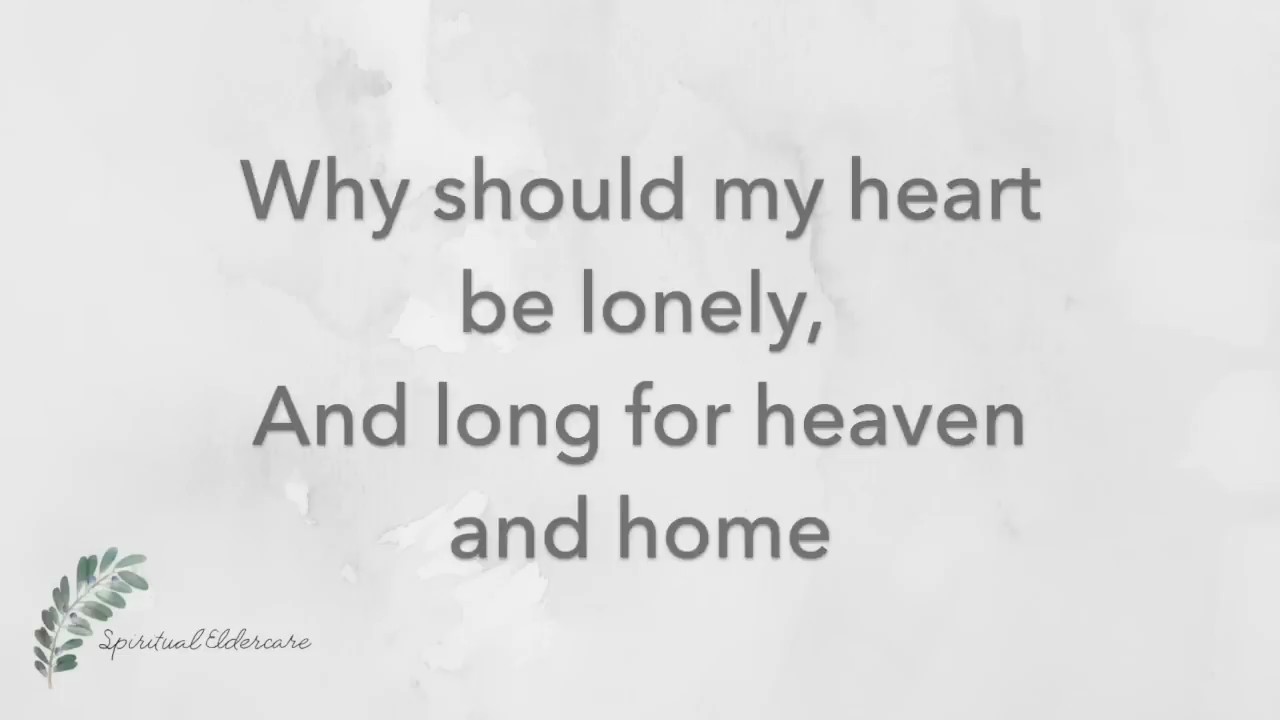 Why should my heart
be lonely,
And long for heaven
and home
Spiritual Eldercare